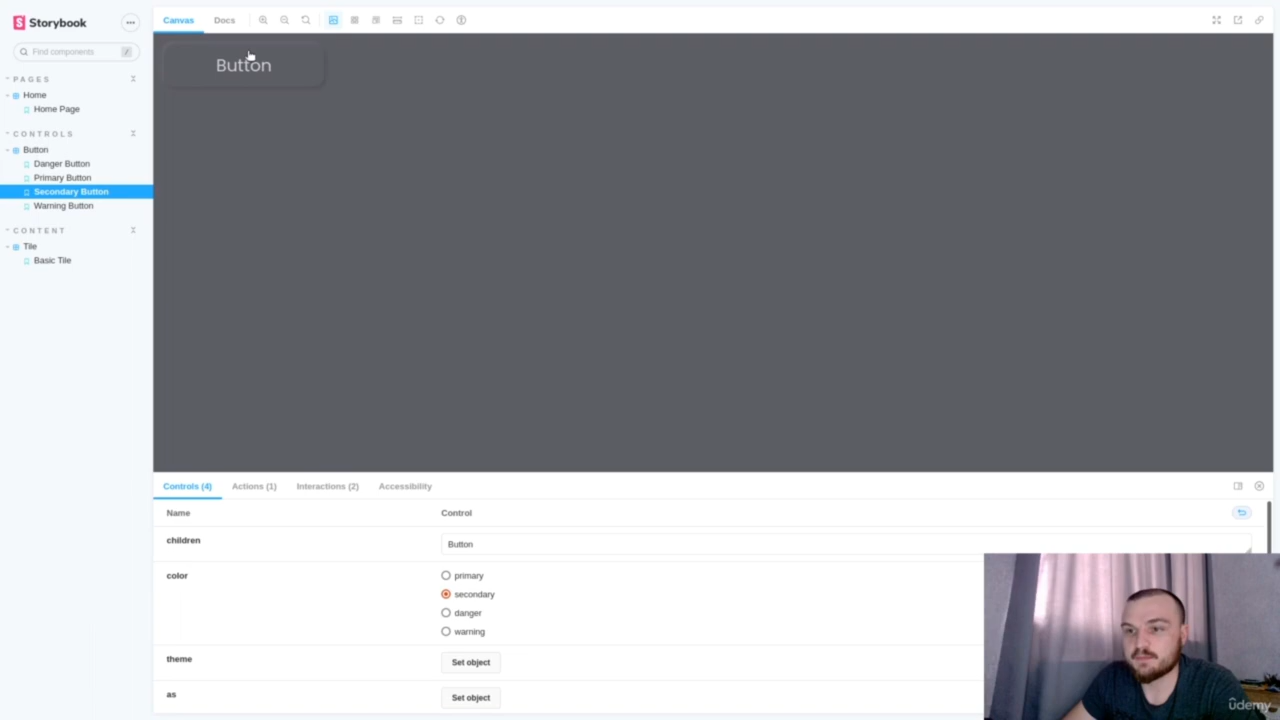 Storybook
Canvas
Docs
Find components
/
PAGES
Home
Home Page
CONTROLS
Button
Danger Button
Primary Button
Secondary Button
Warning Button
CONTENT
Tile
Basic Tile
Button
Controls (4)
Actions (1)
Interactions (2)
Accessibility
Name
Control
children
Button
color
primary
secondary
danger
warning
theme
Set object
as
Set object
ûdemy